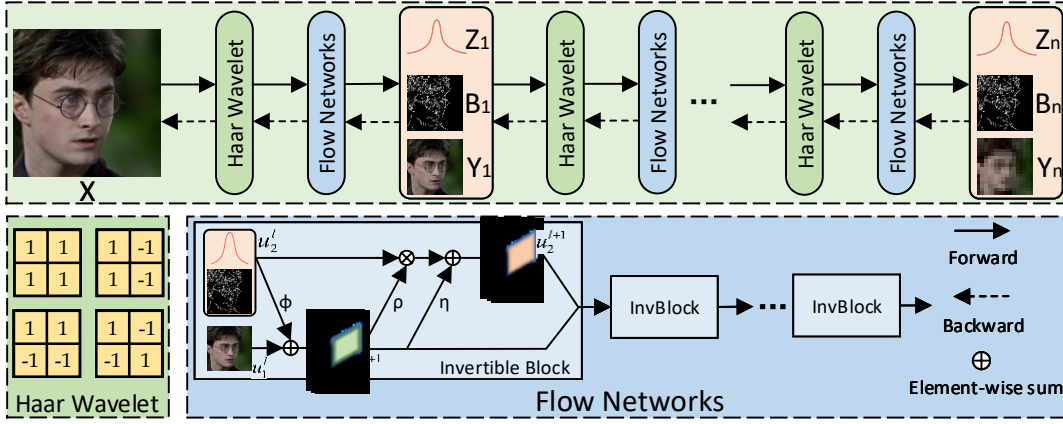 X
Haar Wavelet
Flow Networks
Z1
B1
Y1
Haar Wavelet
Flow Networks
...
Haar Wavelet
Flow Networks
Zn
Bn
Yn
1 1 1 -1
1 1 1 -1
1 1 1 -1
-1 -1 -1 1
Haar Wavelet
u₂ˡ
ϕ
u₁ˡ
+1
ρ
η
u₂ˡ⁺¹
Invertible Block
InvBlock
...
InvBlock
Flow Networks
Forward
Backward
Element-wise sum